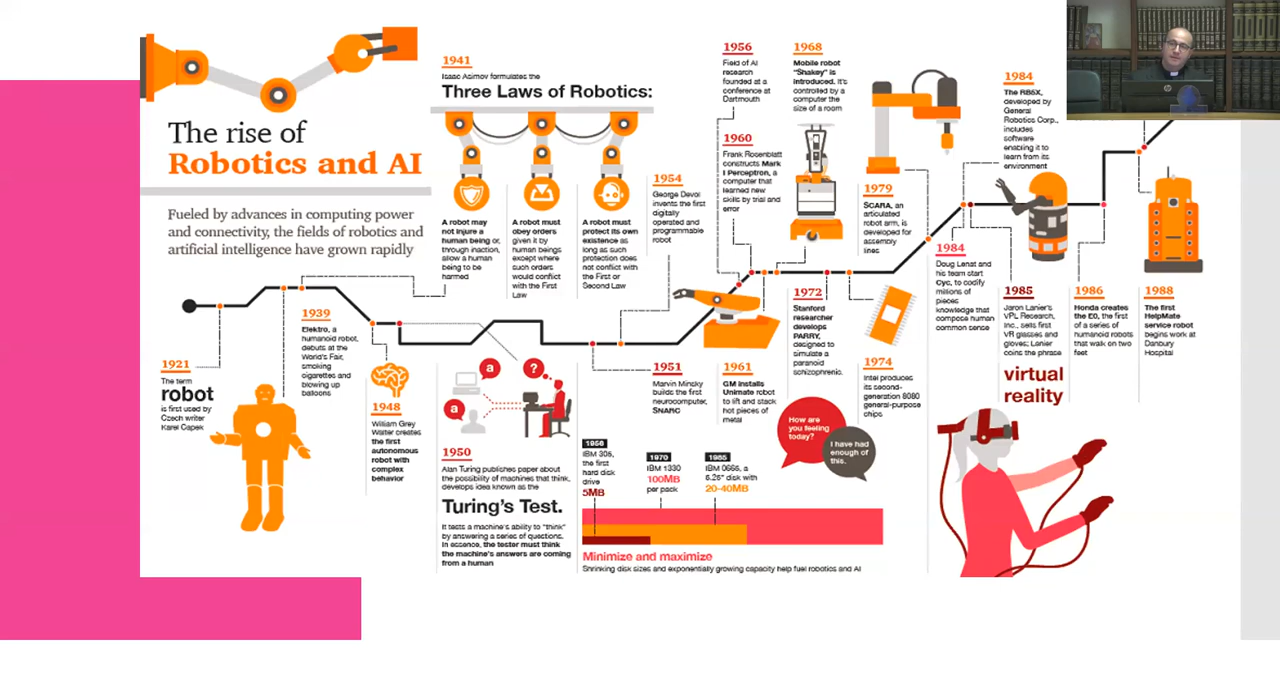 The rise of
Robotics and AI
Fueled by advances in computing power
and connectivity, the fields of robotics and
artificial intelligence have grown rapidly
1921
The term
robot
is first used by
Czech writer
Karel Capek
1939
Elektro, a
humanoid robot,
debuts at the
World's Fair,
smoking
cigarettes and
blowing up
balloons
1941
Isaac Asimov formulates the
Three Laws of Robotics:
A robot may
not injure a
human being or,
through inaction,
allow a human
being to be
harmed
A robot must
obey orders
given it by
human beings
except where
such orders
would conflict
with the First
Law
A robot must
protect its own
existence as
long as such
protection does
not conflict with
the First or
Second Law
1948
William Grey
Walter creates
the first
autonomous
robot with
complex
behavior
a
?
a
1950
Alan Turing publishes paper about
the possibility of machines that think,
develops idea known as the
Turing's Test.
It tests a machine's ability to "think"
by answering a series of questions.
In essence, the tester must think
the machine's answers are coming
from a human
1951
Marvin Minsky
builds the first
neurocomputer,
SNARC
1954
George Devol
invents the first
digitally
operated and
programmable
robot
1956
Field of AI
research
founded at a
conference at
Dartmouth
1960
Frank Rosenblatt
constructs Mark
I Perceptron, a
computer that
learned new
skills by trial and
error
1961
GM installs
Unimate robot
to lift and stack
hot pieces of
metal
1968
Mobile robot
"Shakey" is
introduced. It's
controlled by a
computer the
size of a room
1972
Stanford
researcher
develops
PARRY,
designed to
simulate a
paranoid
schizophrenic.
How are
you feeling
today?
I have had
enough of
this.
1974
Intel produces
its second-
generation 8080
general-purpose
chips
1979
SCARA, an
articulated
robot arm, is
developed for
assembly
lines
1984
Doug Lenat and
his team start
Cyc, to codify
millions of
pieces
knowledge that
compose human
common sense
1984
The RB5X,
developed by
General
Robotics Corp.,
includes
software
enabling it to
learn from its
environment
1985
Jaron Lanier's
VPL Research,
Inc., sells first
VR glasses and
gloves; Lanier
coins the phrase
virtual
reality
1986
Honda creates
the E0, the first
of a series of
humanoid robots
that walk on two
feet
1988
The first
HelpMate
service robot
begins work at
Danbury
Hospital
1956
IBM 305,
the first
hard disk
drive
5MB
1970
IBM 1330
100MB
per pack
1985
IBM 0665, a
5.25" disk with
20-40MB
Minimize and maximize
Shrinking disk sizes and exponentially growing capacity help fuel robotics and AI